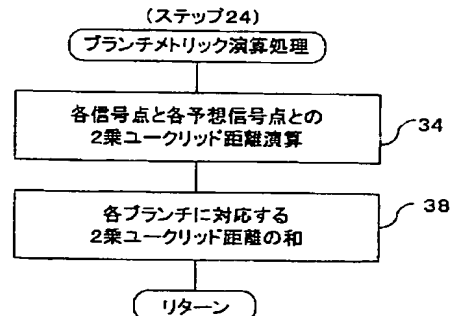 (ステップ24)
ブランチメトリック演算処理
各信号点と各予想信号点との
2乗ユークリッド距離演算
34
各ブランチに対応する
2乗ユークリッド距離の和
38
リターン